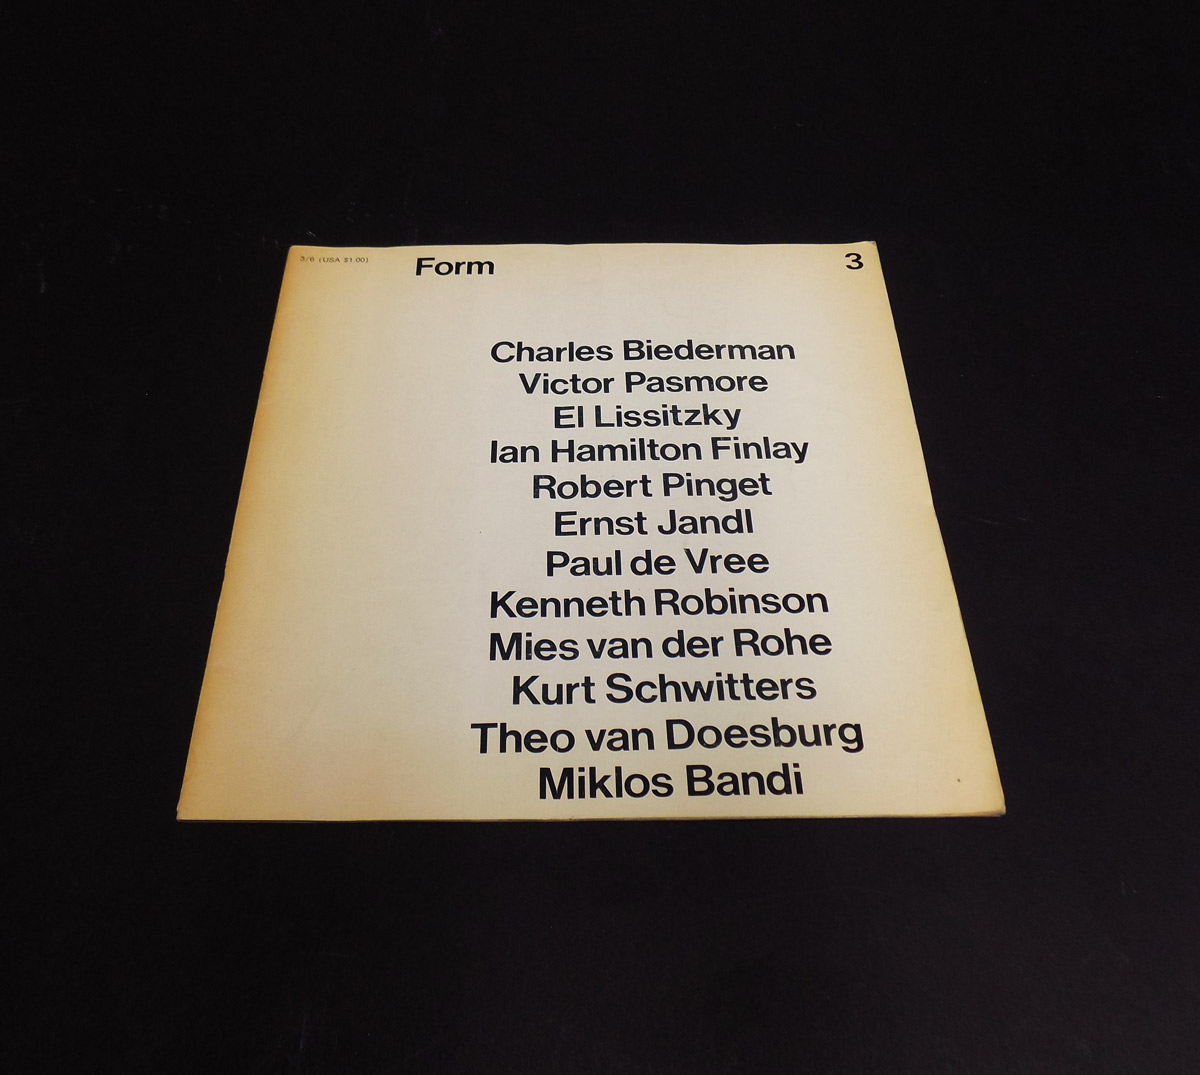 3/6 (USA $1.00)
Form
3
Charles Biederman
Victor Pasmore
El Lissitzky
Ian Hamilton Finlay
Robert Pinget
Ernst Jandl
Paul de Vree
Kenneth Robinson
Mies van der Rohe
Kurt Schwitters
Theo van Doesburg
Miklos Bandi